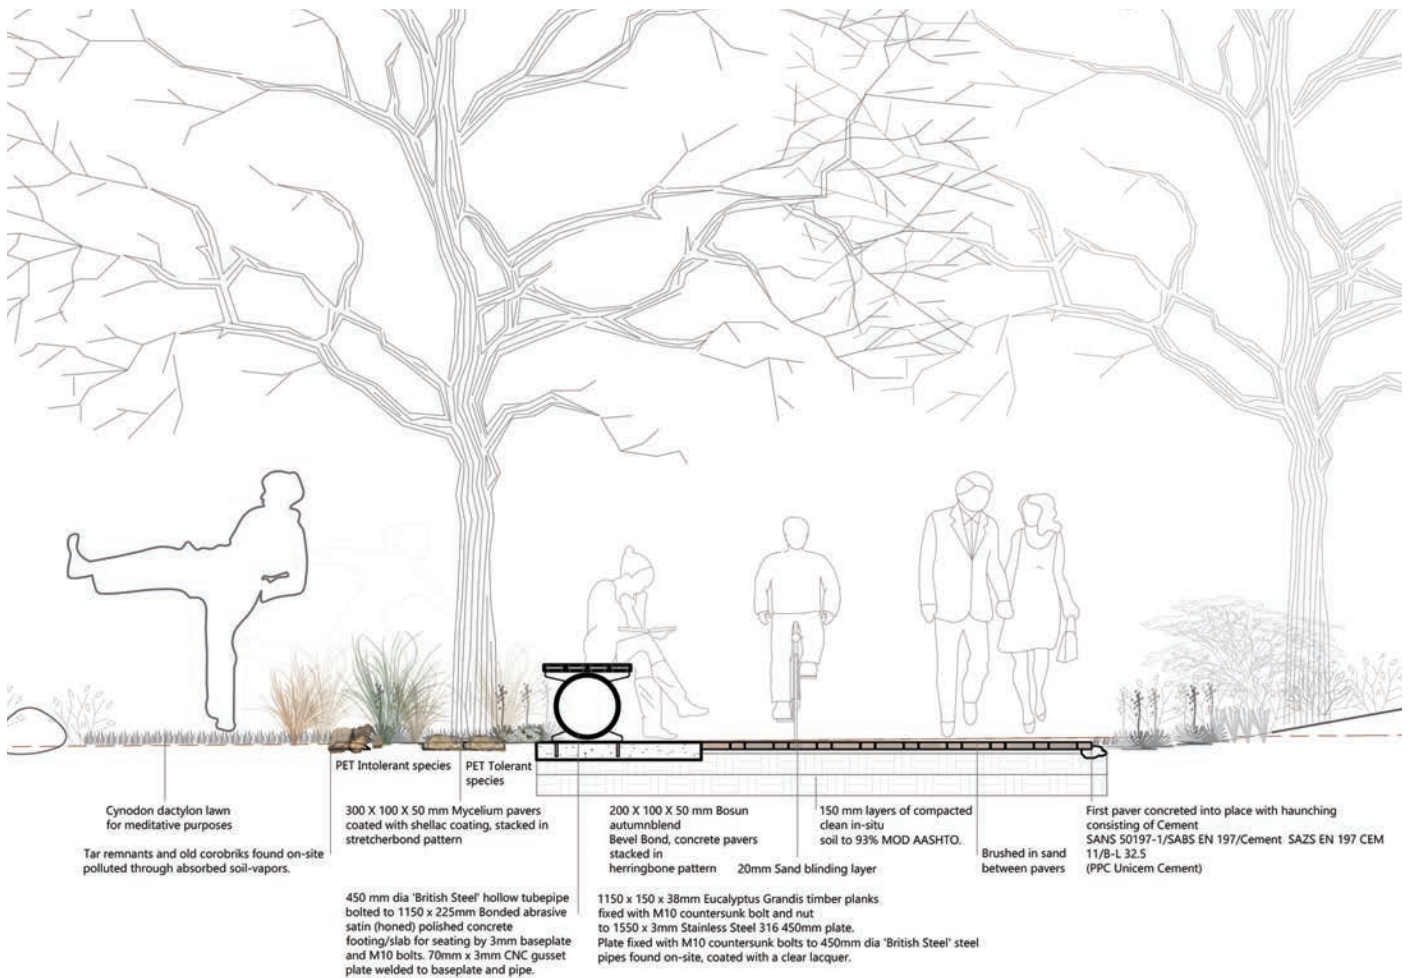 PET Intolerant species
PET Tolerant
species
Cynodon dactylon lawn
for meditative purposes
Tar remnants and old corobriks found on-site
polluted through absorbed soil-vapors.
300 X 100 X 50 mm Mycelium pavers
coated with shellac coating, stacked in
stretcherbond pattern
200 X 100 X 50 mm Bosun
autumnblend
Bevel Bond, concrete pavers
stacked in
herringbone pattern
20mm Sand blinding layer
150 mm layers of compacted
clean in-situ
soil to 93% MOD AASHTO.
Brushed in sand
between pavers
First paver concreted into place with haunching
consisting of Cement
SANS 50197-1/SABS EN 197/Cement SAZS EN 197 CEM
11/B-L 32.5
(PPC Unicem Cement)
450 mm dia 'British Steel' hollow tubepipe
bolted to 1150 x 225mm Bonded abrasive
satin (honed) polished concrete
footing/slab for seating by 3mm baseplate
and M10 bolts. 70mm x 3mm CNC gusset
plate welded to baseplate and pipe.
1150 x 150 x 38mm Eucalyptus Grandis timber planks
fixed with M10 countersunk bolt and nut
to 1550 x 3mm Stainless Steel 316 450mm plate.
Plate fixed with M10 countersunk bolts to 450mm dia 'British Steel' steel
pipes found on-site, coated with a clear lacquer.